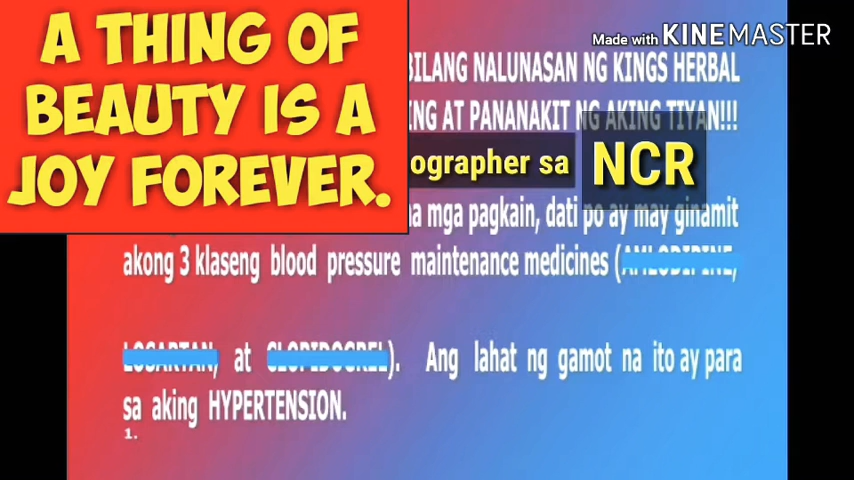 A THING OF
BEAUTY IS A
JOY FOREVER.
Made with KINEMASTER
BILANG NALUNASAN NG KINGS HERBAL
ING AT PANANAKIT NG AKING TIYAN!!!
ographer sa NCR
na mga pagkain, dati po ay may ginamit
akong 3 klaseng blood pressure maintenance medicines (AMLODIPINE,
LOSARTAN, at CLOPIDOGREL). Ang lahat ng gamot na ito ay para
sa aking HYPERTENSION.
1.